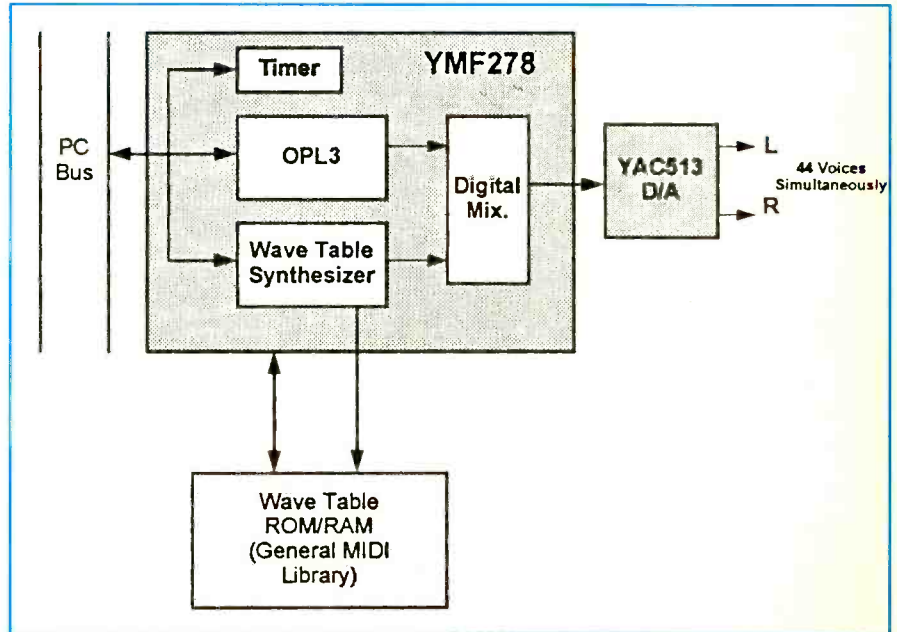 Timer
YMF278
PC
Bus
OPL3
Digital
Mix.
YAC513
D/A
L
R
44 Voices
Simultaneously
Wave Table
Synthesizer
Wave Table
ROM/RAM
(General MIDI
Library)